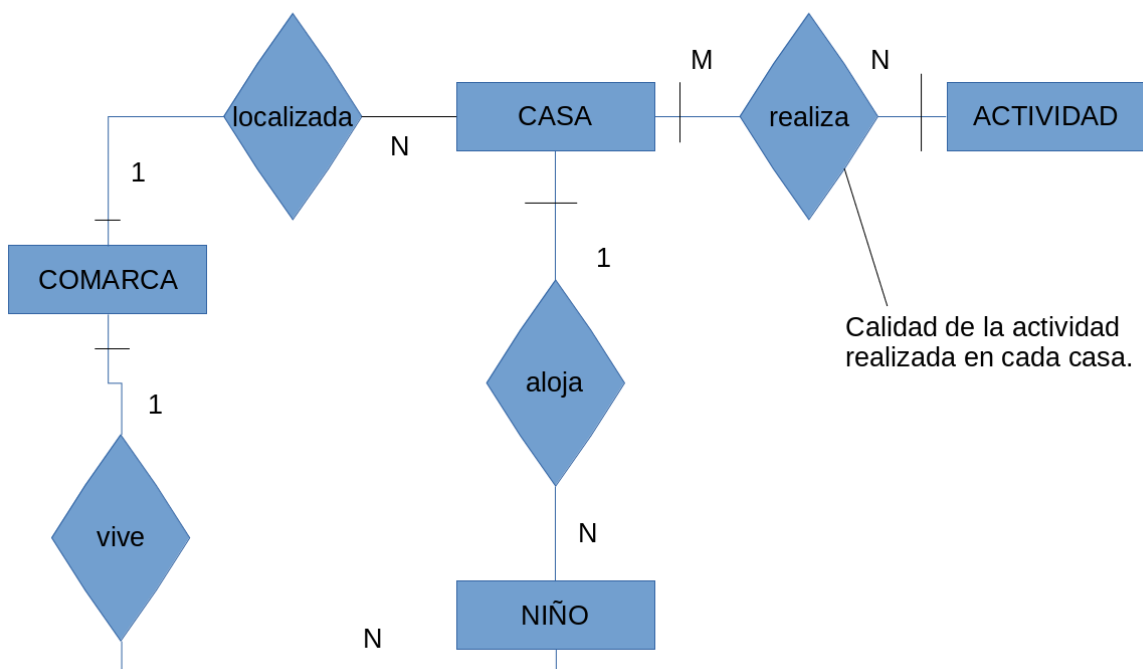 M
N
localizada
CASA
realiza
ACTIVIDAD
N
1
1
COMARCA
Calidad de la actividad
realizada en cada casa.
aloja
1
N
vive
NIÑO
N